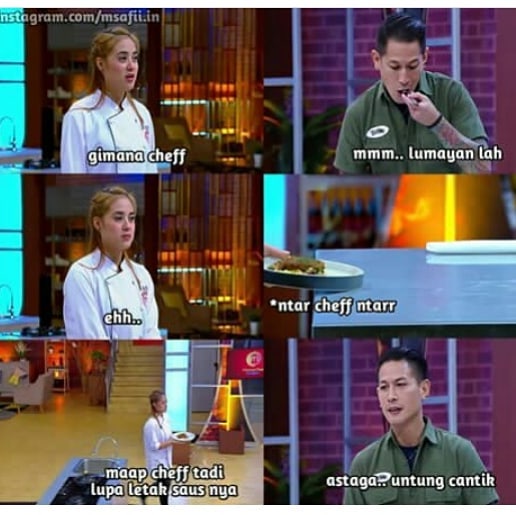 instagram.com/msafii.in
gimana cheff
mmm.. lumayan lah
ehh..
*ntar cheff ntarr
maap cheff tadi
lupa letak saus nya
astaga.. untung cantik